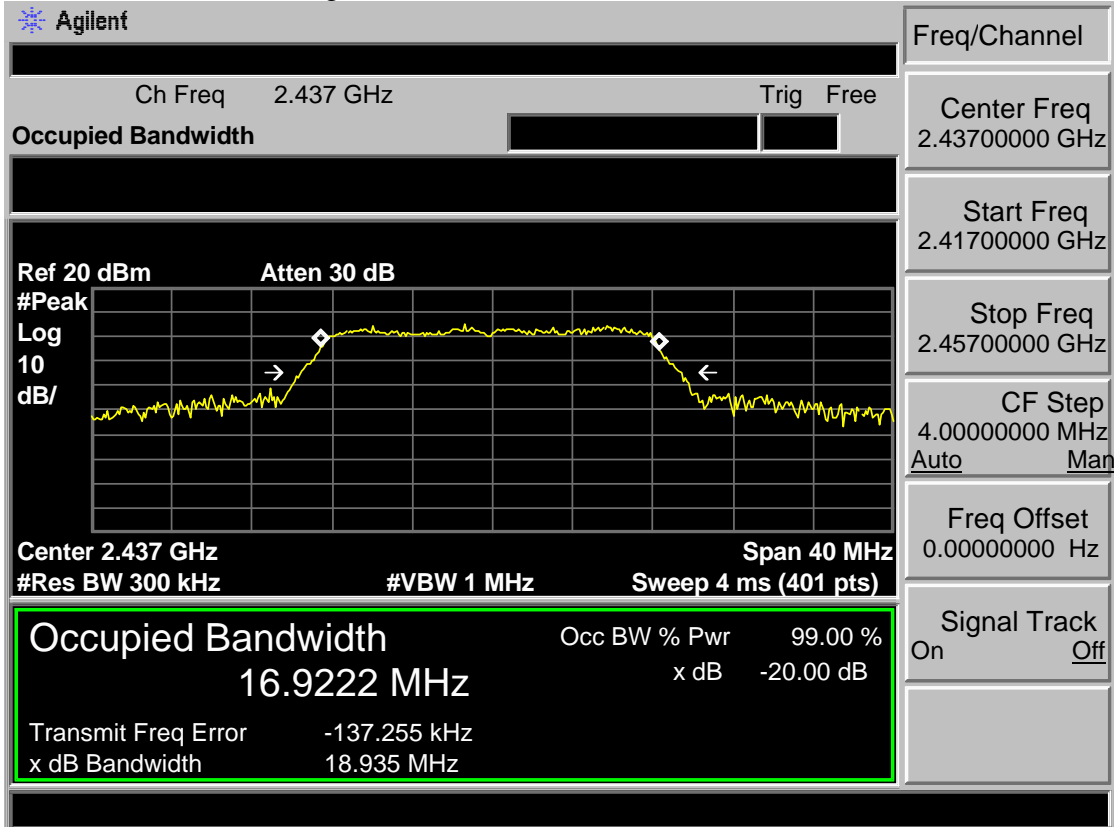 Agilent
Freq/Channel
Ch Freq 2.437 GHz Trig Free
Occupied Bandwidth
Center Freq
2.43700000 GHz
Start Freq
2.41700000 GHz
Stop Freq
2.45700000 GHz
CF Step
4.00000000 MHz
Auto Man
Freq Offset
0.00000000 Hz
Signal Track
On Off
Ref 20 dBm Atten 30 dB
#Peak
Log
10
dB/
Center 2.437 GHz Span 40 MHz
#Res BW 300 kHz #VBW 1 MHz Sweep 4 ms (401 pts)
Occupied Bandwidth Occ BW % Pwr 99.00 %
16.9222 MHz x dB -20.00 dB
Transmit Freq Error -137.255 kHz
x dB Bandwidth 18.935 MHz